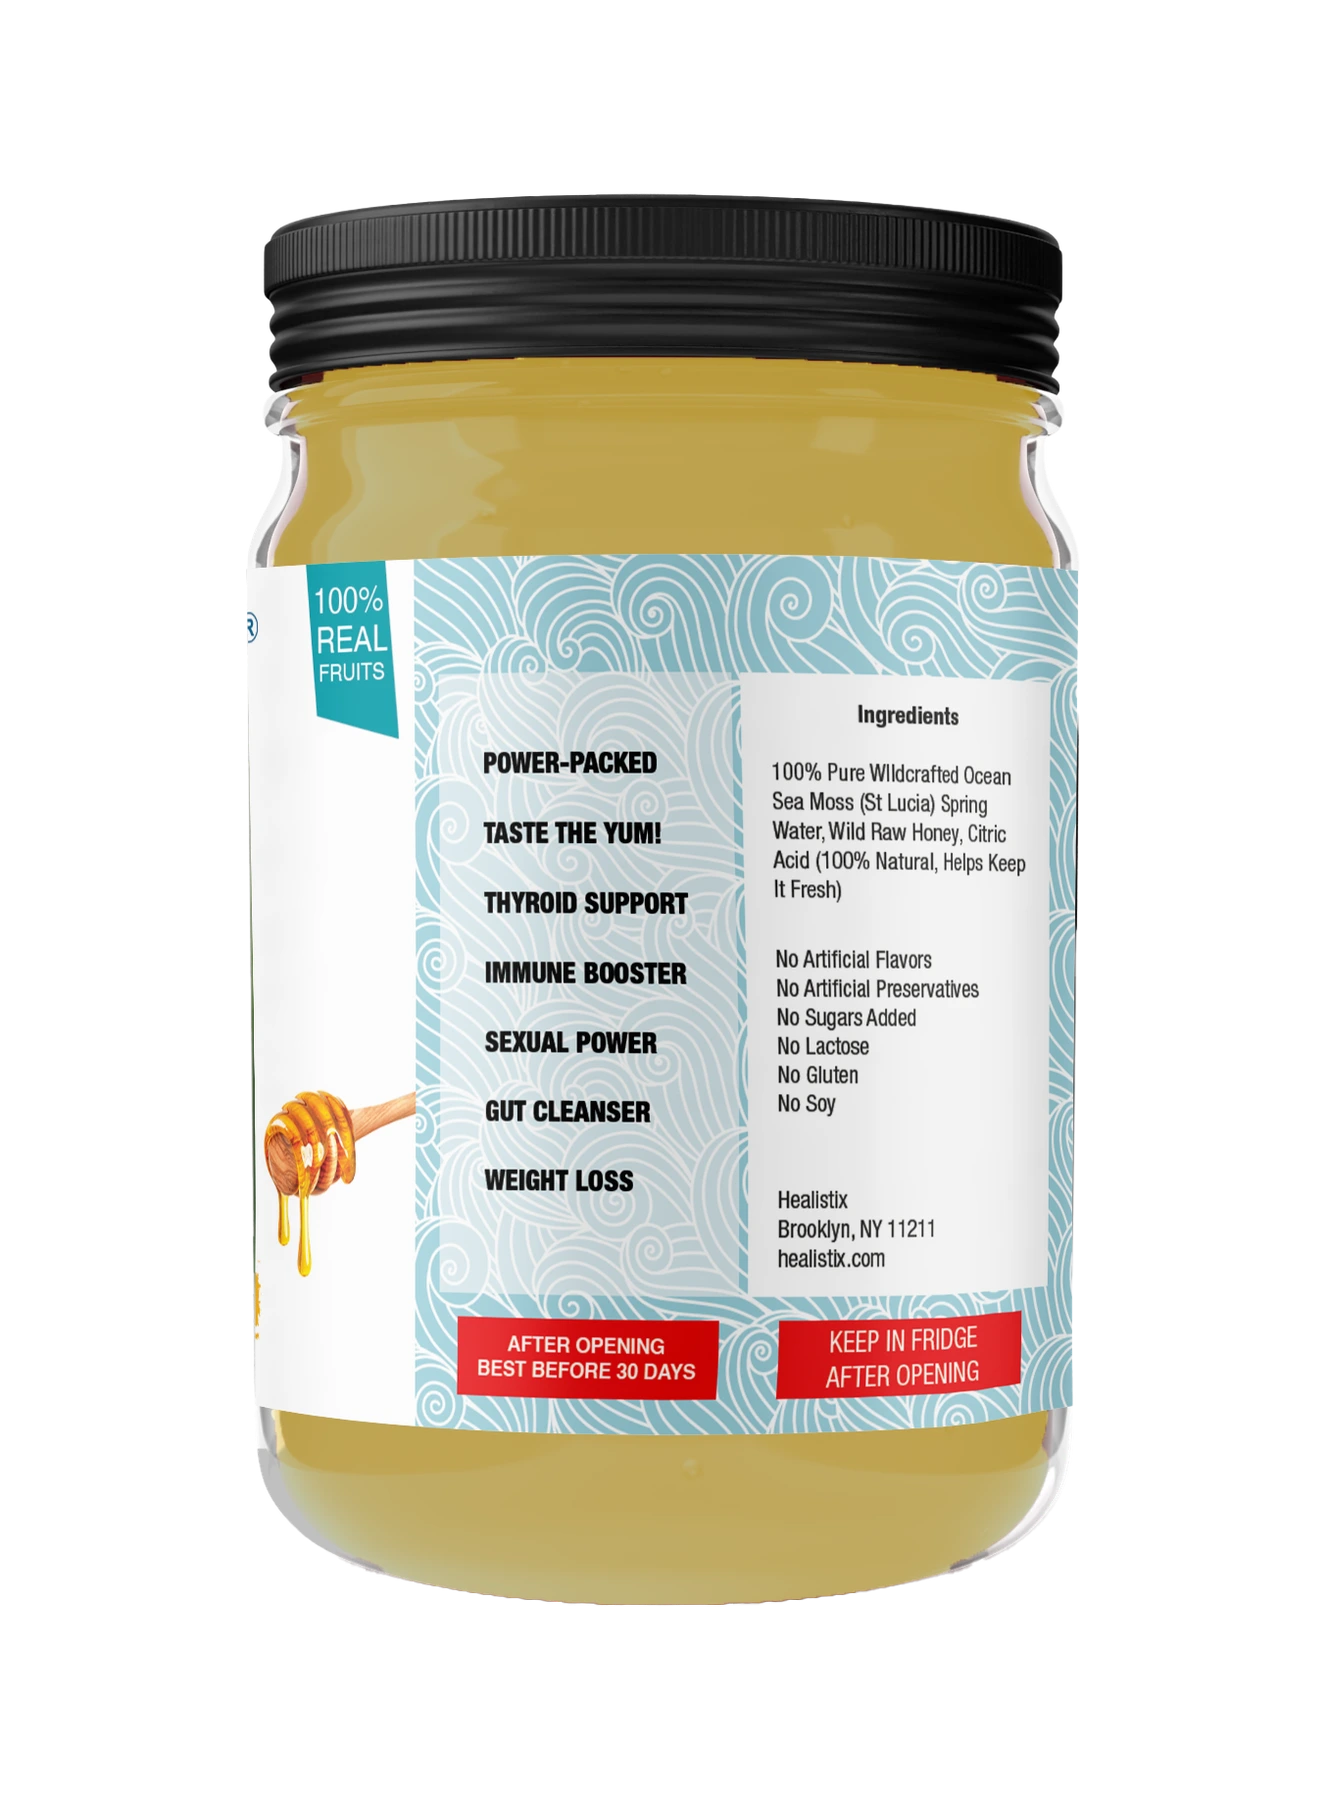 ®
100%
REAL
FRUITS
POWER-PACKED
TASTE THE YUM!
THYROID SUPPORT
IMMUNE BOOSTER
SEXUAL POWER
GUT CLEANSER
WEIGHT LOSS
AFTER OPENING
BEST BEFORE 30 DAYS
Ingredients
100% Pure WIldcrafted Ocean
Sea Moss (St Lucia) Spring
Water, Wild Raw Honey, Citric
Acid (100% Natural, Helps Keep
It Fresh)
No Artificial Flavors
No Artificial Preservatives
No Sugars Added
No Lactose
No Gluten
No Soy
Healistix
Brooklyn, NY 11211
healistix.com
KEEP IN FRIDGE
AFTER OPENING